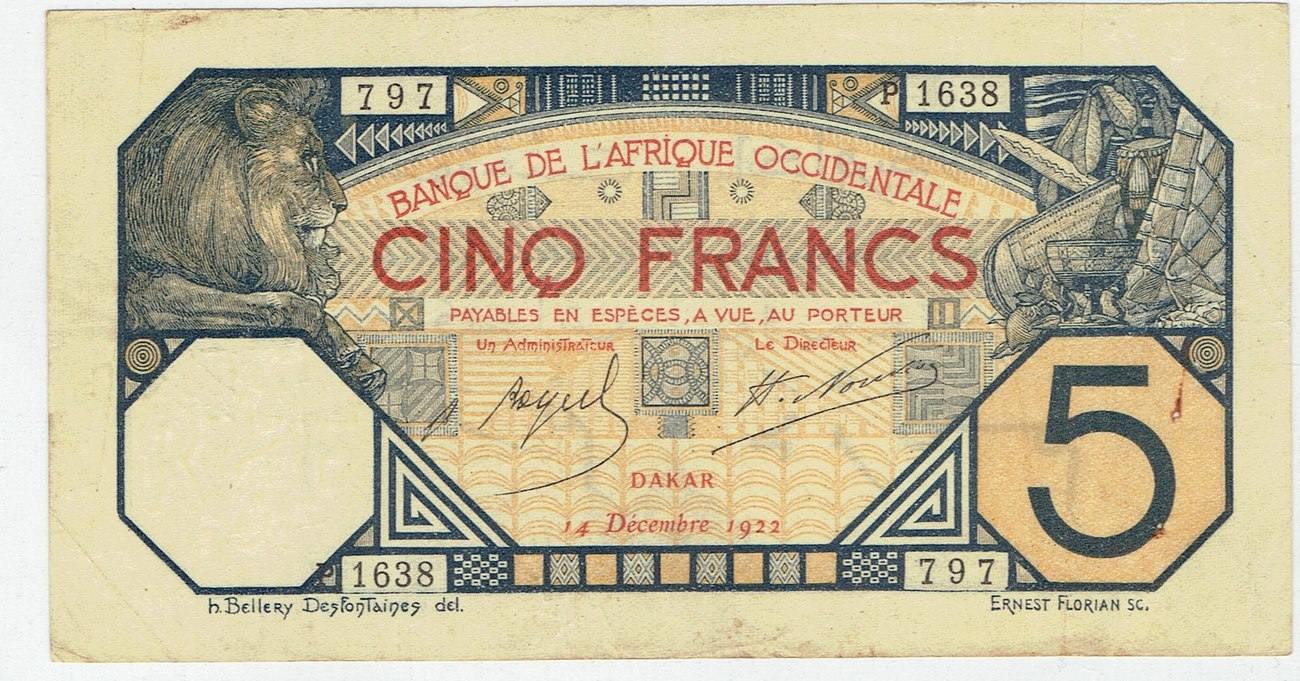 797 P 1638
BANQUE DE L'AFRIQUE OCCIDENTALE
CINQ FRANCS
PAYABLES EN ESPÈCES, A VUE, AU PORTEUR
Un Administrateur Le Directeur
H.
5
DAKAR
14 Décembre 1922
P 1638 797
h. Bellery Desfontaines del. ERNEST FLORIAN SC.